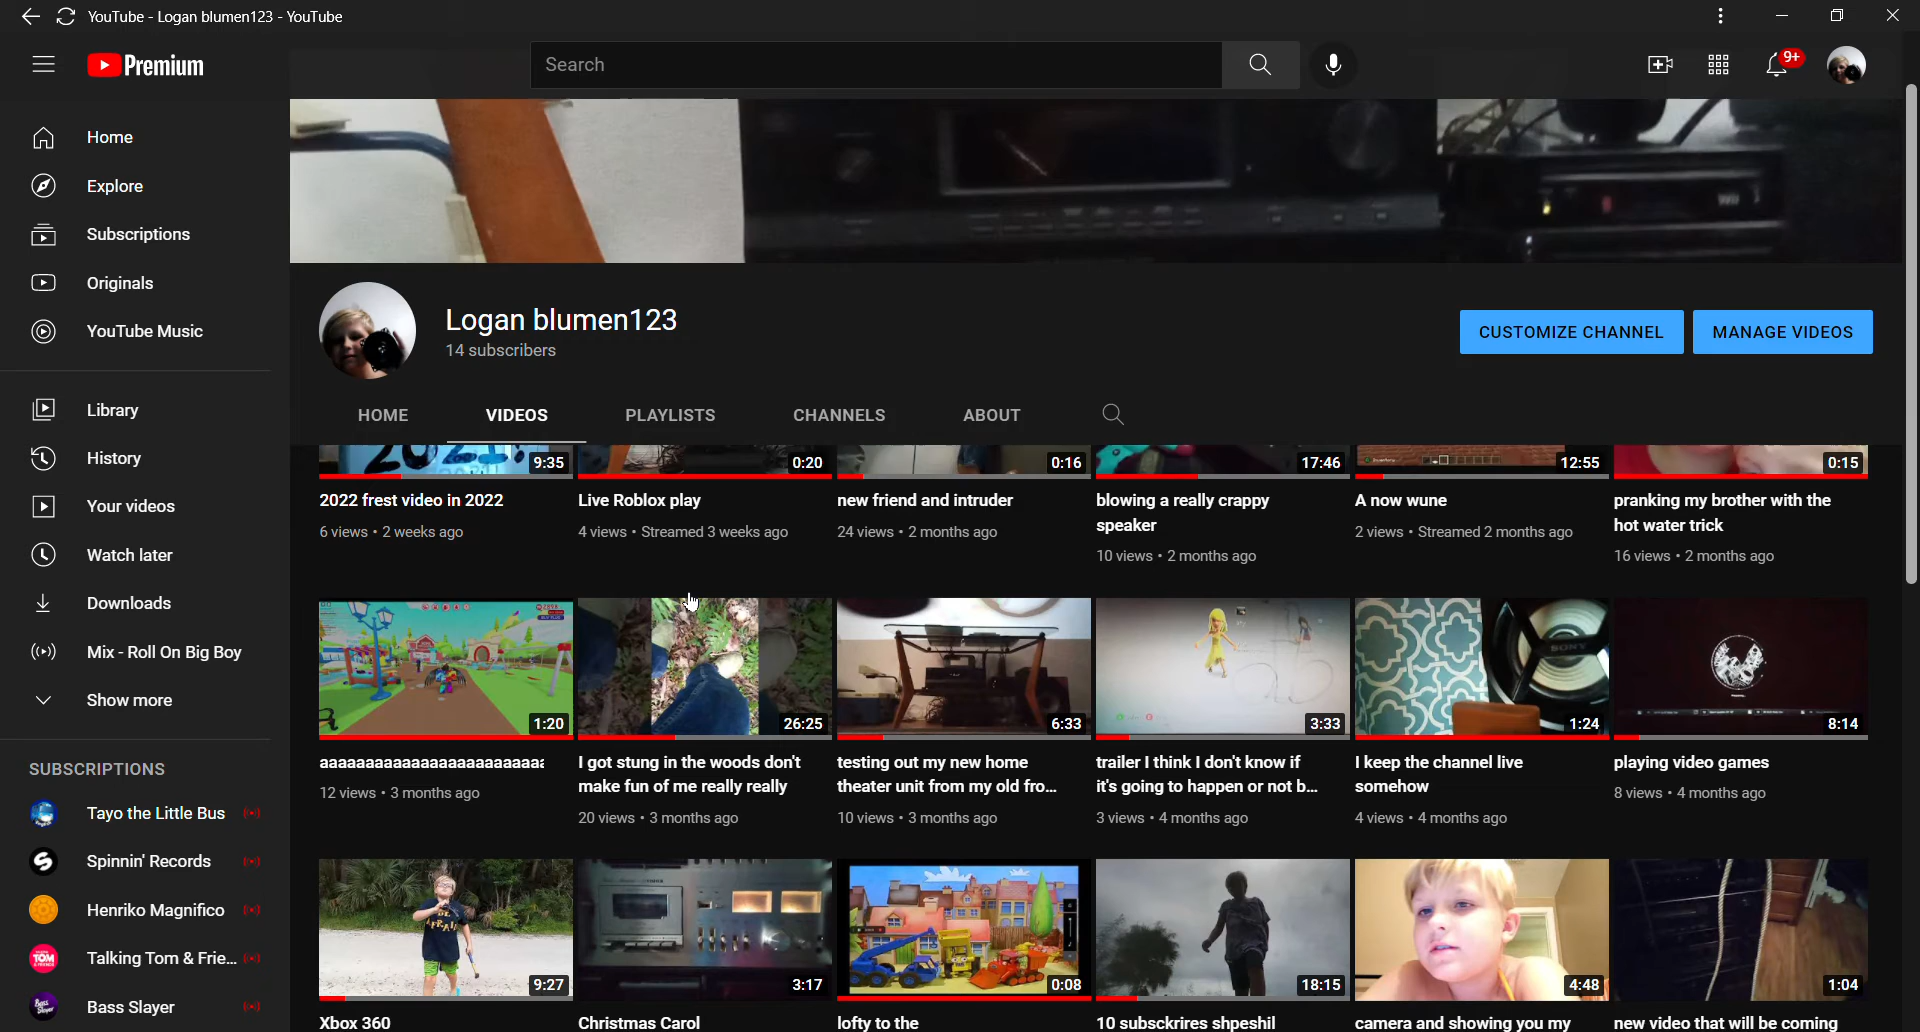 YouTube - Logan blumen123 - YouTube
Premium
Search
9+
Home
Explore
Subscriptions
Originals
YouTube Music
Library
History
Your videos
Watch later
Downloads
Mix - Roll On Big Boy
Show more
SUBSCRIPTIONS
Tayo the Little Bus
Spinnin' Records
Henriko Magnifico
Talking Tom & Frie...
Bass Slayer
Logan blumen123
14 subscribers
CUSTOMIZE CHANNEL
MANAGE VIDEOS
HOME VIDEOS PLAYLISTS CHANNELS ABOUT
9:35
2022 frest video in 2022
6 views • 2 weeks ago
0:20
Live Roblox play
4 views • Streamed 3 weeks ago
0:16
new friend and intruder
24 views • 2 months ago
17:46
blowing a really crappy
speaker
10 views • 2 months ago
12:55
A now wune
2 views • Streamed 2 months ago
0:15
pranking my brother with the
hot water trick
16 views • 2 months ago
1:20
aaaaaaaaaaaaaaaaaaaaaaaaa
12 views • 3 months ago
26:25
I got stung in the woods don't
make fun of me really really
20 views • 3 months ago
6:33
testing out my new home
theater unit from my old fro...
10 views • 3 months ago
3:33
trailer I think I don't know if
it's going to happen or not b...
3 views • 4 months ago
SONY
1:24
I keep the channel live
somehow
4 views • 4 months ago
8:14
playing video games
8 views • 4 months ago
9:27
Xbox 360
3:17
Christmas Carol
0:08
lofty to the
18:15
10 subsckrires shpeshil
4:48
camera and showing you my
1:04
new video that will be coming